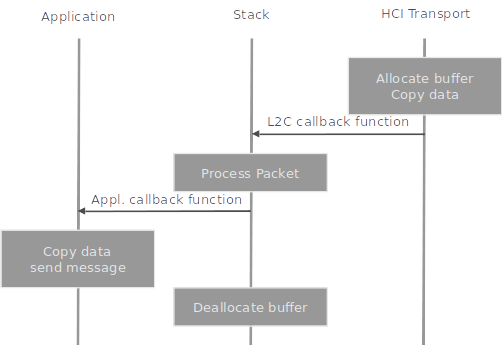 Application
Stack
HCI Transport
Allocate buffer
Copy data
L2C callback function
Process Packet
Appl. callback function
Copy data
send message
Deallocate buffer